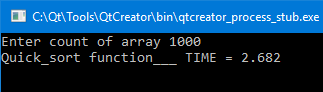 C:\Qt\Tools\QtCreator\bin\qtcreator_process_stub.exe
Enter count of array 1000
Quick_sort function___ TIME = 2.682